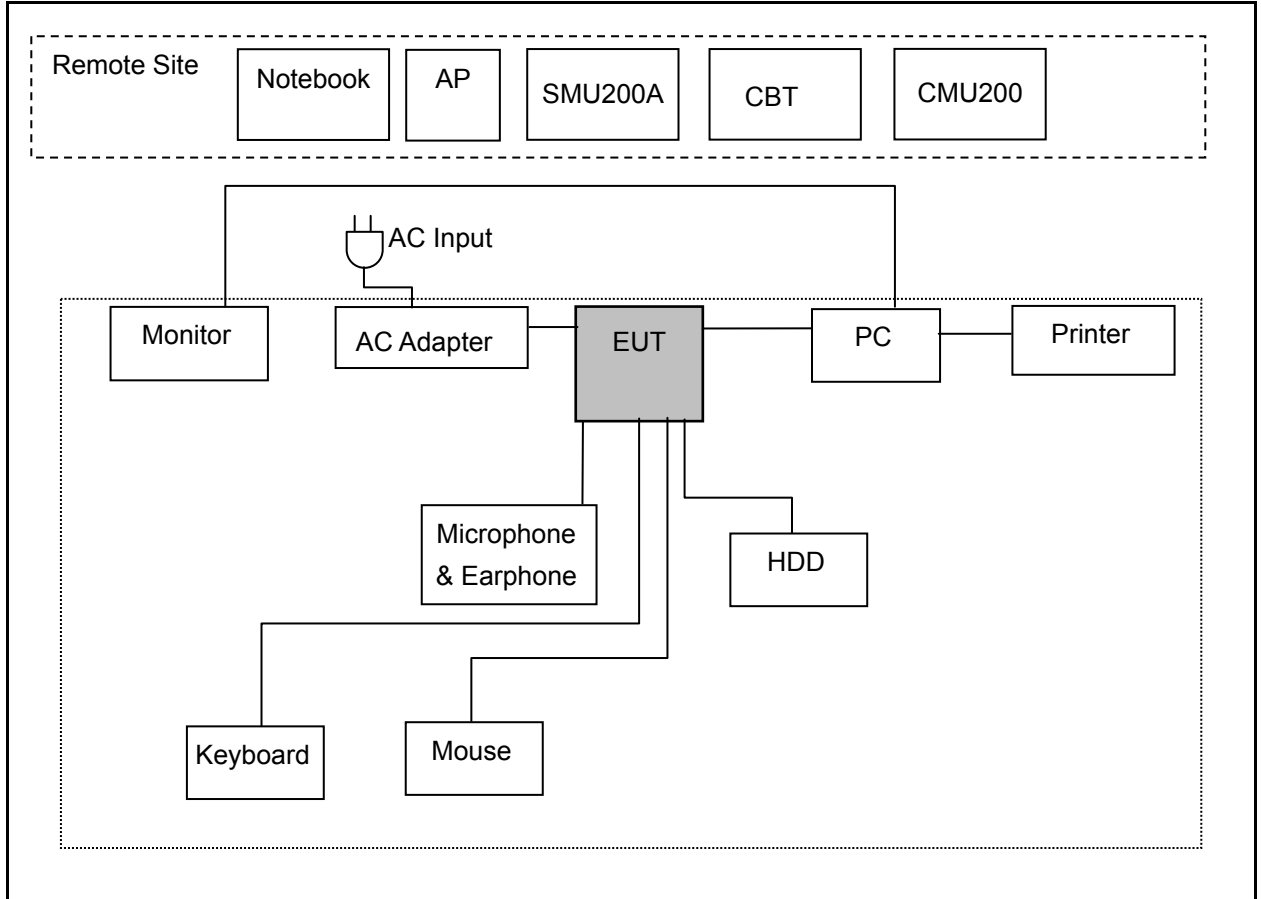 Remote Site
Notebook
AP
SMU200A
CBT
CMU200
AC Input
Monitor
AC Adapter
EUT
PC
Printer
Microphone
& Earphone
HDD
Keyboard
Mouse